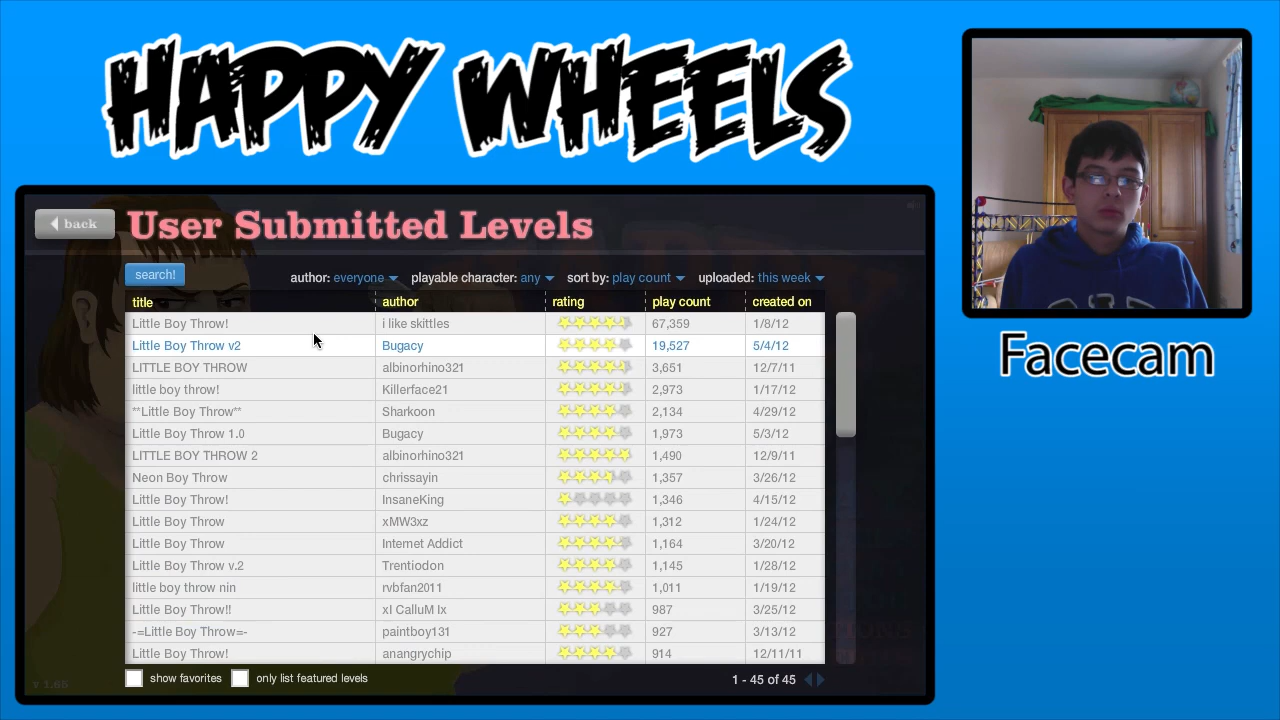 HAPPY WHEELS
back
User Submitted Levels
search!
author: everyone playable character: any sort by: play count uploaded: this week
title author rating play count created on
Little Boy Throw! i like skittles 67,359 1/8/12
Little Boy Throw v2 Bugacy 19,527 5/4/12
LITTLE BOY THROW albinorhino321 3,651 12/7/11
little boy throw! Killerface21 2,973 1/17/12
**Little Boy Throw** Sharkoon 2,134 4/29/12
Little Boy Throw 1.0 Bugacy 1,973 5/3/12
LITTLE BOY THROW 2 albinorhino321 1,490 12/9/11
Neon Boy Throw chrissayin 1,357 3/26/12
Little Boy Throw! InsaneKing 1,346 4/15/12
Little Boy Throw xMW3xz 1,312 1/24/12
Little Boy Throw Internet Addict 1,164 3/20/12
Little Boy Throw v.2 Trentiodon 1,145 1/28/12
little boy throw nin rvbfan2011 1,011 1/19/12
Little Boy Throw!! xI CalluM Ix 987 3/25/12
-=Little Boy Throw=- paintboy131 927 3/13/12
Little Boy Throw! anangrychip 914 12/11/11
show favorites only list featured levels 1 - 45 of 45
v 1.65
Facecam